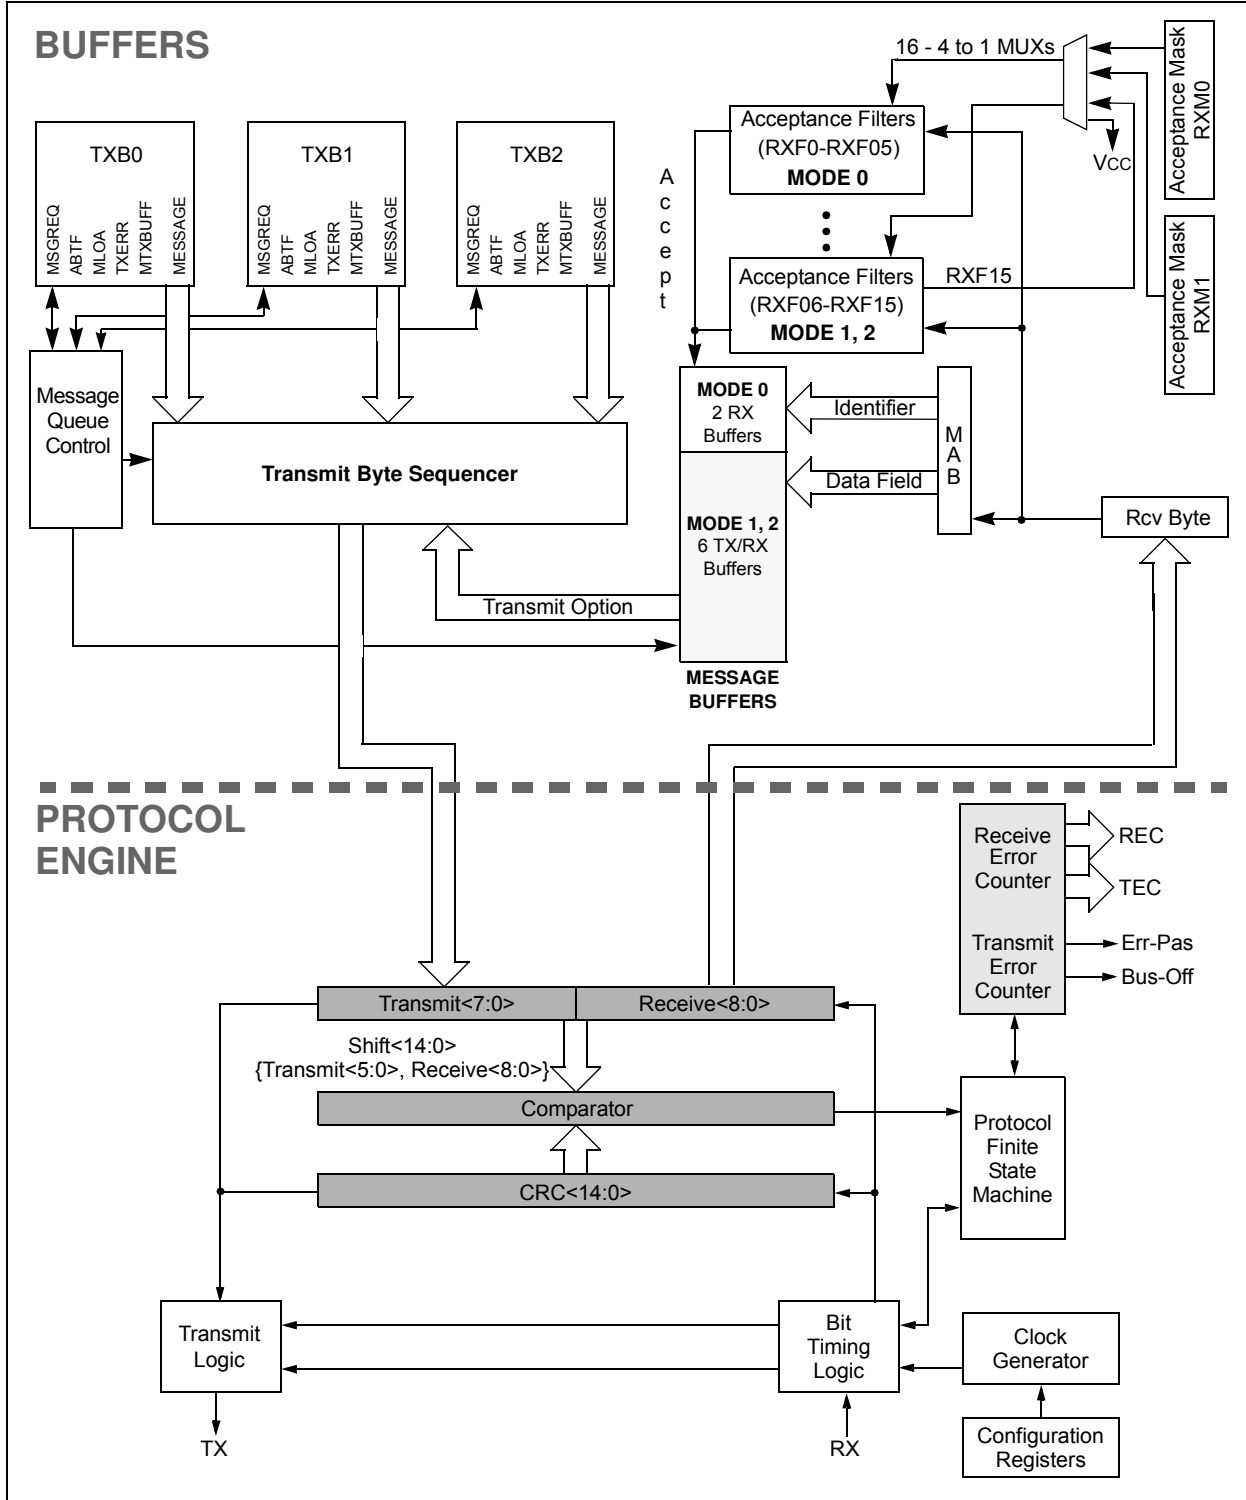 BUFFERS
16 - 4 to 1 MUXs
Acceptance Mask
RXM0
VCC
TXB0
MSGREQ
ABTF
MLOA
TXERR
MTXBUFF
MESSAGE
TXB1
MSGREQ
ABTF
MLOA
TXERR
MTXBUFF
MESSAGE
TXB2
MSGREQ
ABTF
MLOA
TXERR
MTXBUFF
MESSAGE
Accept
Acceptance Filters
(RXF0-RXF05)
MODE 0
Acceptance Filters
(RXF06-RXF15)
MODE 1, 2
RXF15
Acceptance Mask
RXM1
Message
Queue
Control
Transmit Byte Sequencer
MODE 0
2 RX
Buffers
MODE 1, 2
6 TX/RX
Buffers
MESSAGE
BUFFERS
Identifier
Data Field
MAB
Rcv Byte
Transmit Option
PROTOCOL
ENGINE
Receive
Error
Counter
Transmit
Error
Counter
REC
TEC
Err-Pas
Bus-Off
Transmit<7:0>
Receive<8:0>
Shift<14:0>
{Transmit<5:0>, Receive<8:0>}
Comparator
CRC<14:0>
Protocol
Finite
State
Machine
Transmit
Logic
Bit
Timing
Logic
Clock
Generator
Configuration
Registers
TX
RX